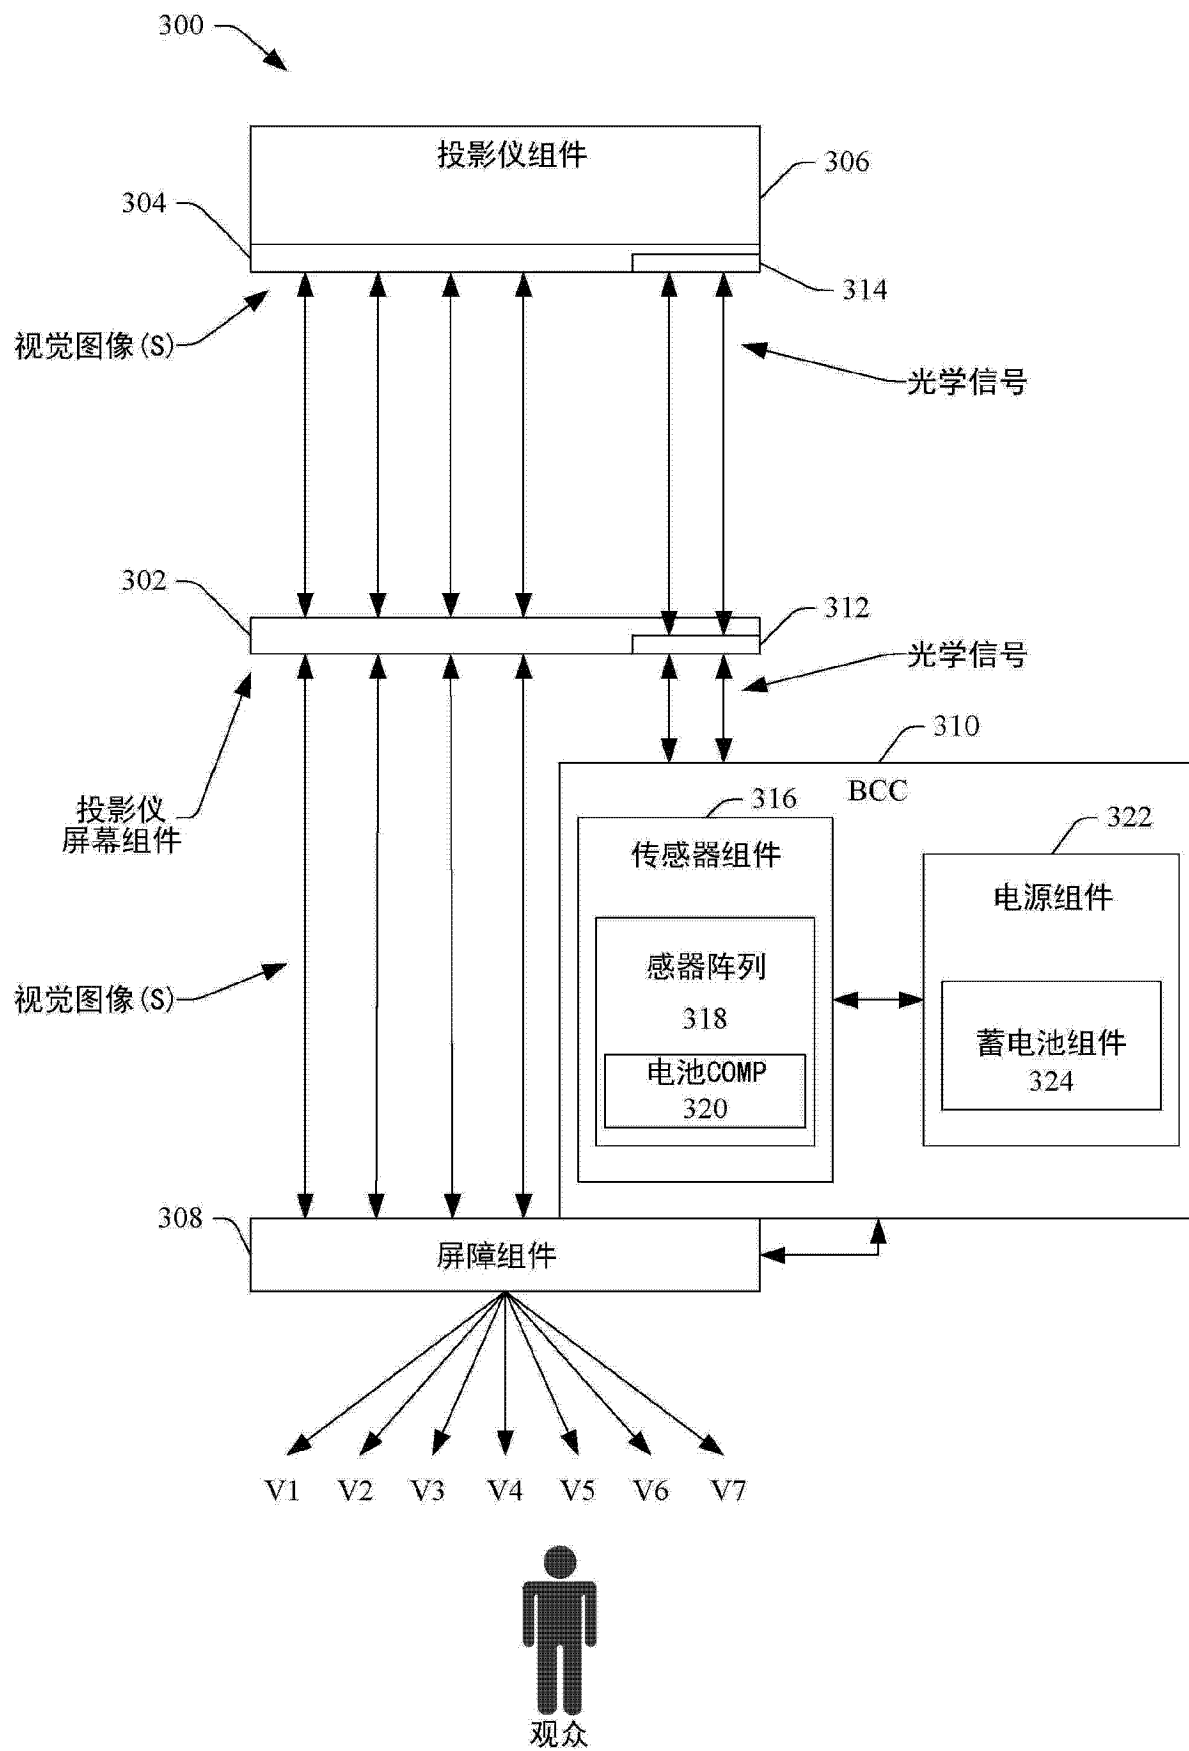 300
投影仪组件
306
304
314
视觉图像(S)
光学信号
302
312
光学信号
310
BCC
投影仪
屏幕组件
316
传感器组件
322
电源组件
感器阵列
318
视觉图像(S)
蓄电池组件
324
电池COMP
320
308
屏障组件
V1 V2 V3 V4 V5 V6 V7
观众